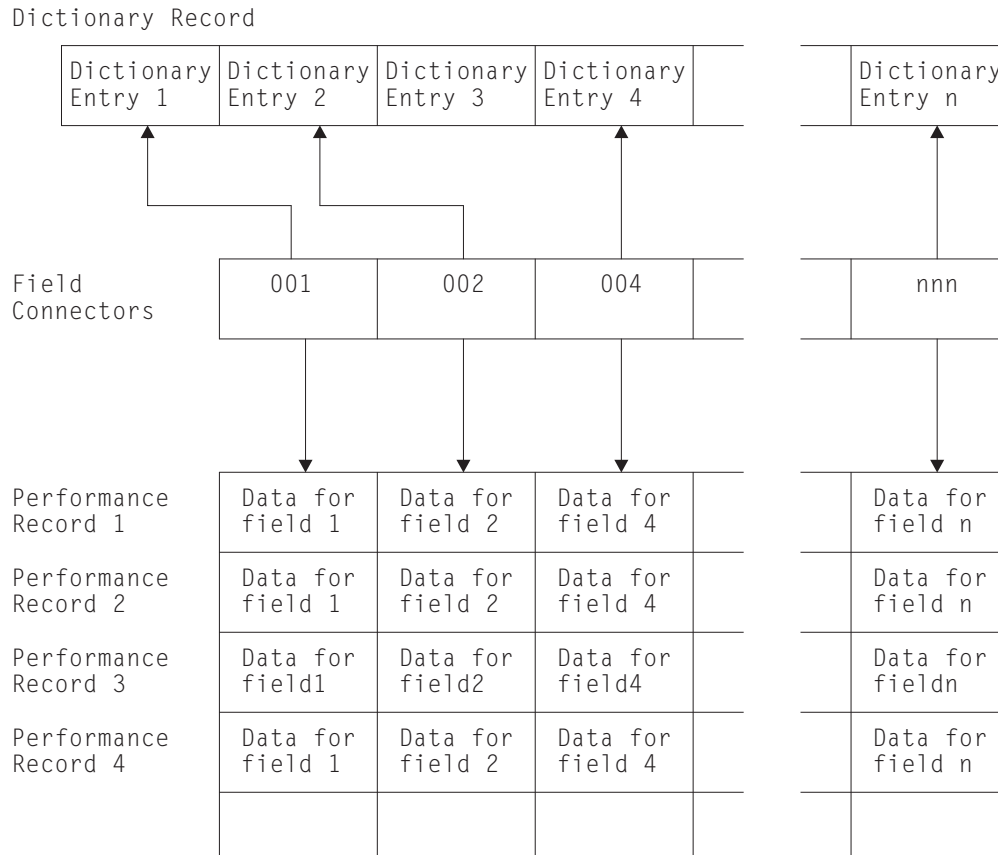 Dictionary Record
Dictionary Dictionary Dictionary Dictionary Dictionary
Entry 1 Entry 2 Entry 3 Entry 4 Entry n
Field 001 002 004 nnn
Connectors
Performance Data for Data for Data for Data for
Record 1 field 1 field 2 field 4 field n
Performance Data for Data for Data for Data for
Record 2 field 1 field 2 field 4 field n
Performance Data for Data for Data for Data for
Record 3 field1 field2 field4 fieldn
Performance Data for Data for Data for Data for
Record 4 field 1 field 2 field 4 field n